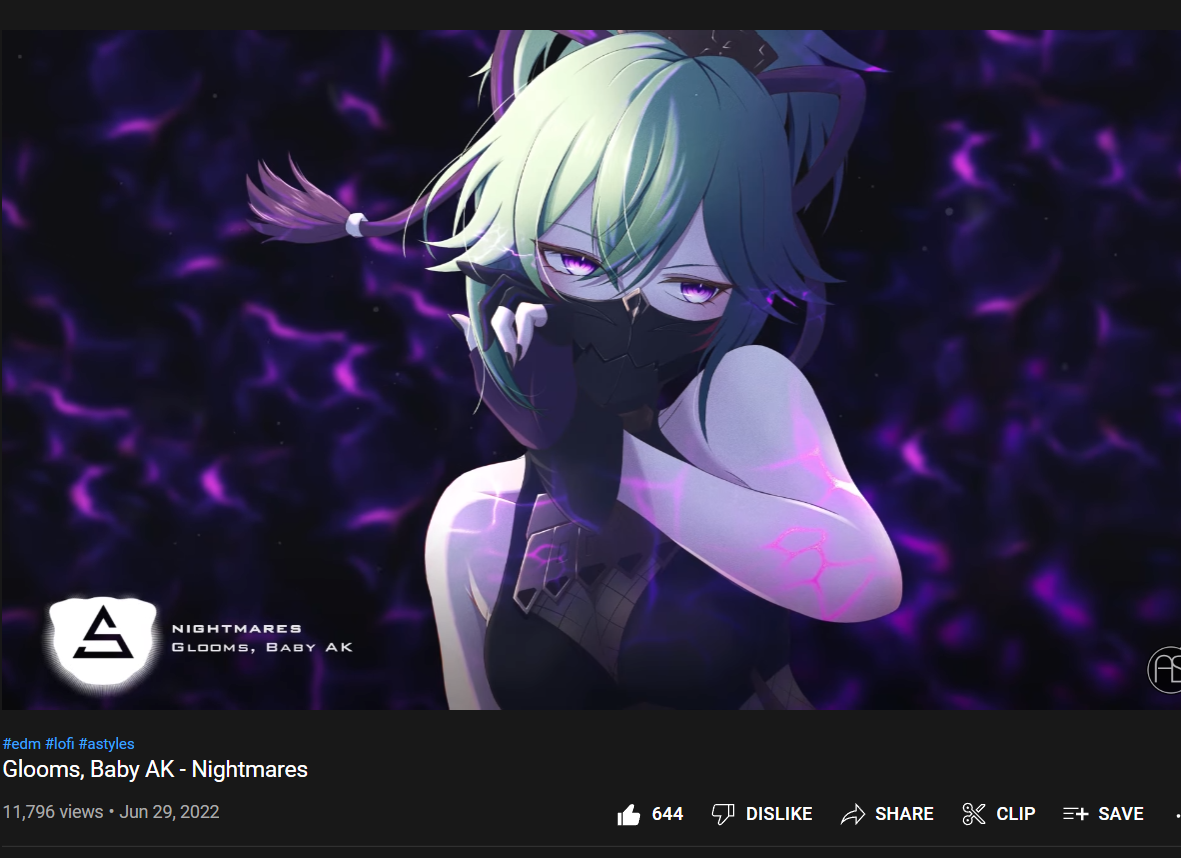 NIGHTMARES
GLOOMS, BABY AK
#edm #lofi #astyles
Glooms, Baby AK - Nightmares
11,796 views • Jun 29, 2022
644 DISLIKE SHARE CLIP SAVE